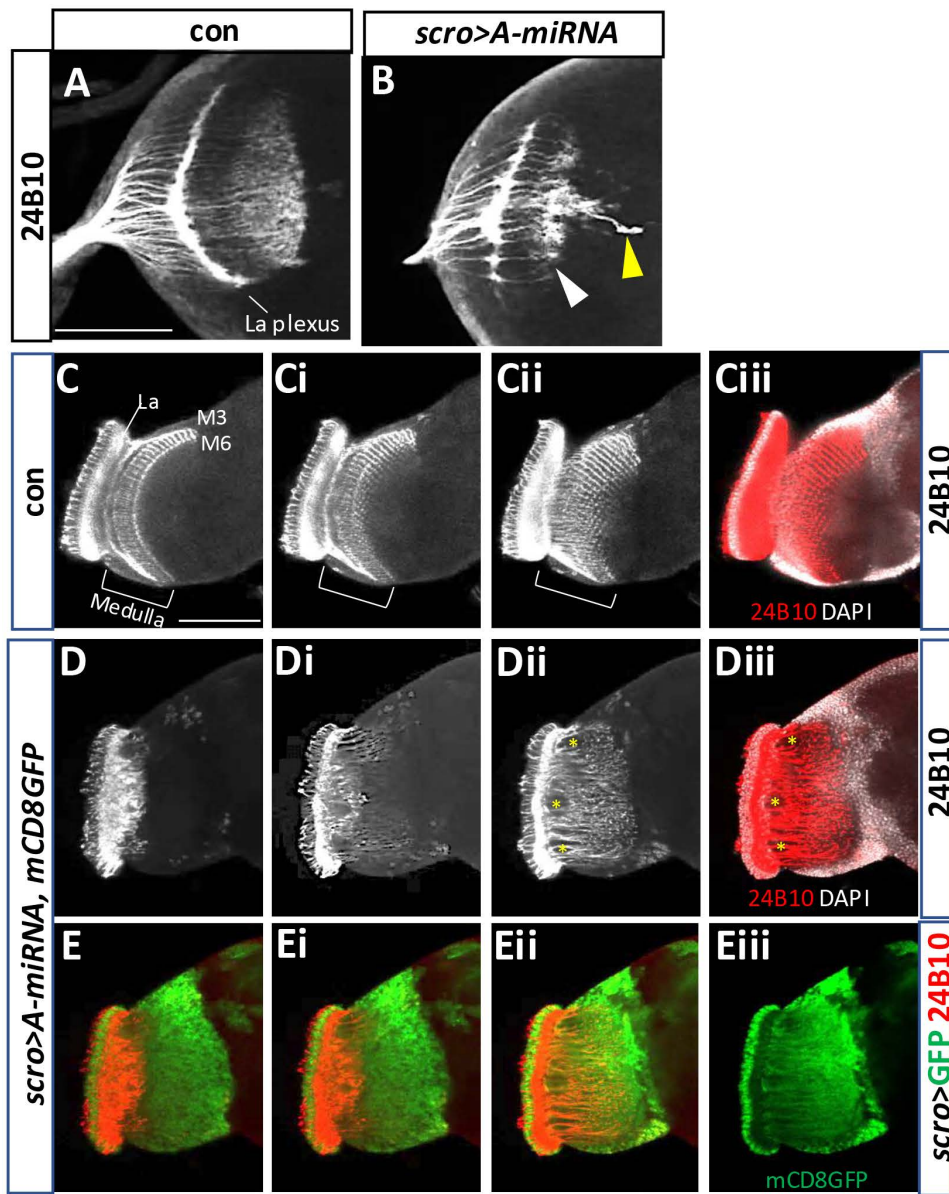 con
scro>A-miRNA
24B10
A
B
La plexus
con
C
Ci
Cii
Ciii
La
M3
M6
Medulla
24B10 DAPI
24B10
scro>A-miRNA, mCD8GFP
D
Di
Dii
Diii
*
*
*
*
*
*
24B10 DAPI
24B10
E
Ei
Eii
Eiii
mCD8GFP
scro>GFP 24B10